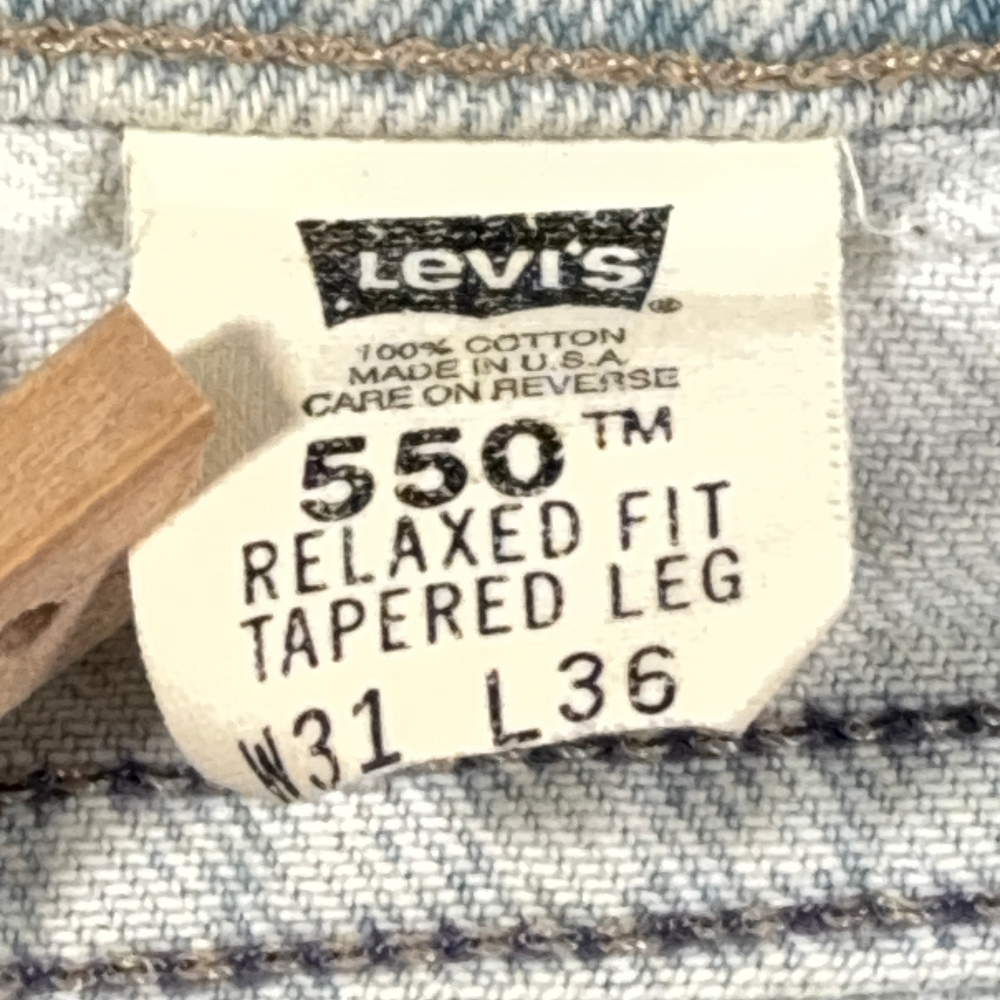 Levi's®
100% COTTON
MADE IN U.S.A.
CARE ON REVERSE
550™
RELAXED FIT
TAPERED LEG
W31 L36